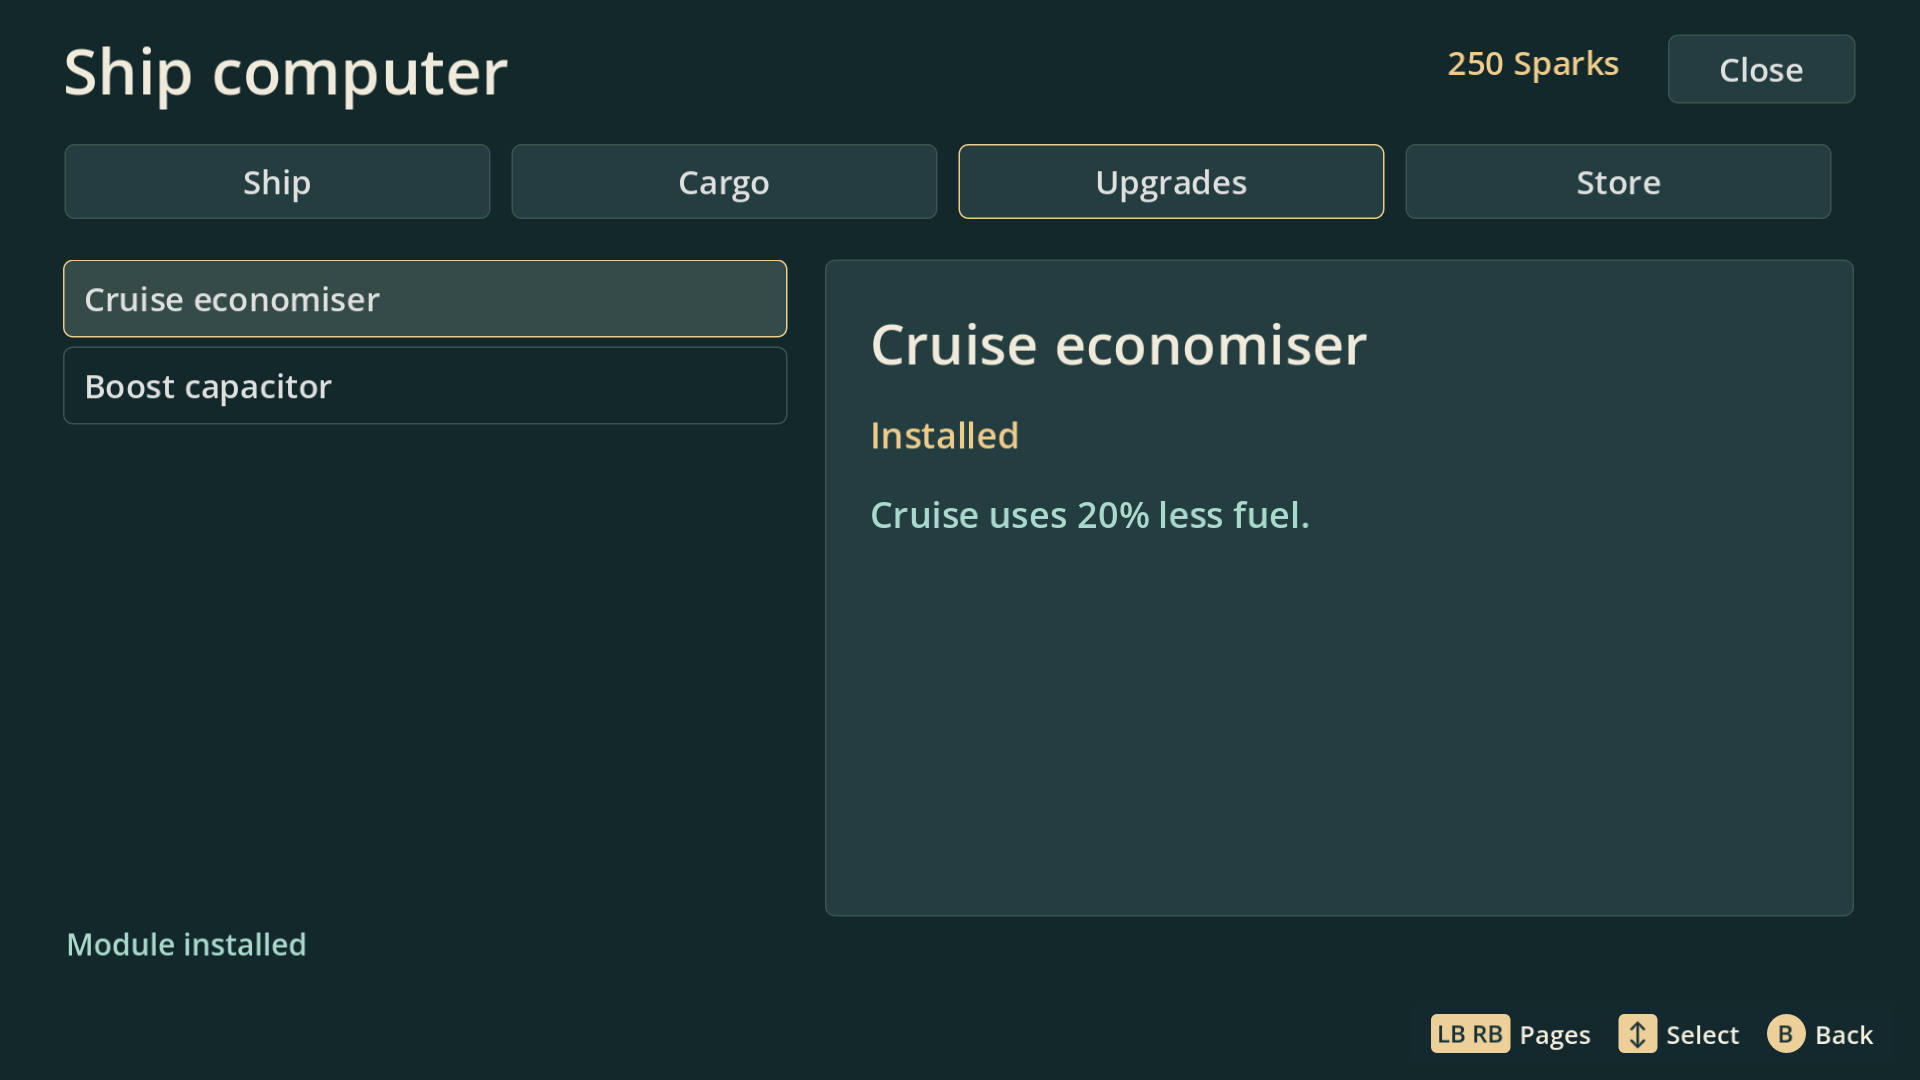 Ship computer
250 Sparks
Close
Ship
Cargo
Upgrades
Store
Cruise economiser
Boost capacitor
Cruise economiser
Installed
Cruise uses 20% less fuel.
Module installed
LB RB Pages
Select
B Back